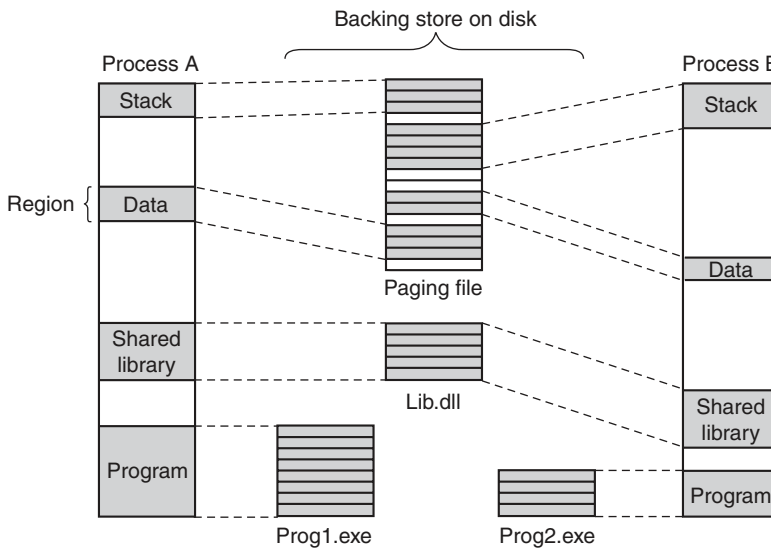 Backing store on disk
Process A
Process B
Stack
Stack
Region
Data
Data
Paging file
Shared
library
Lib.dll
Shared
library
Program
Program
Prog1.exe
Prog2.exe